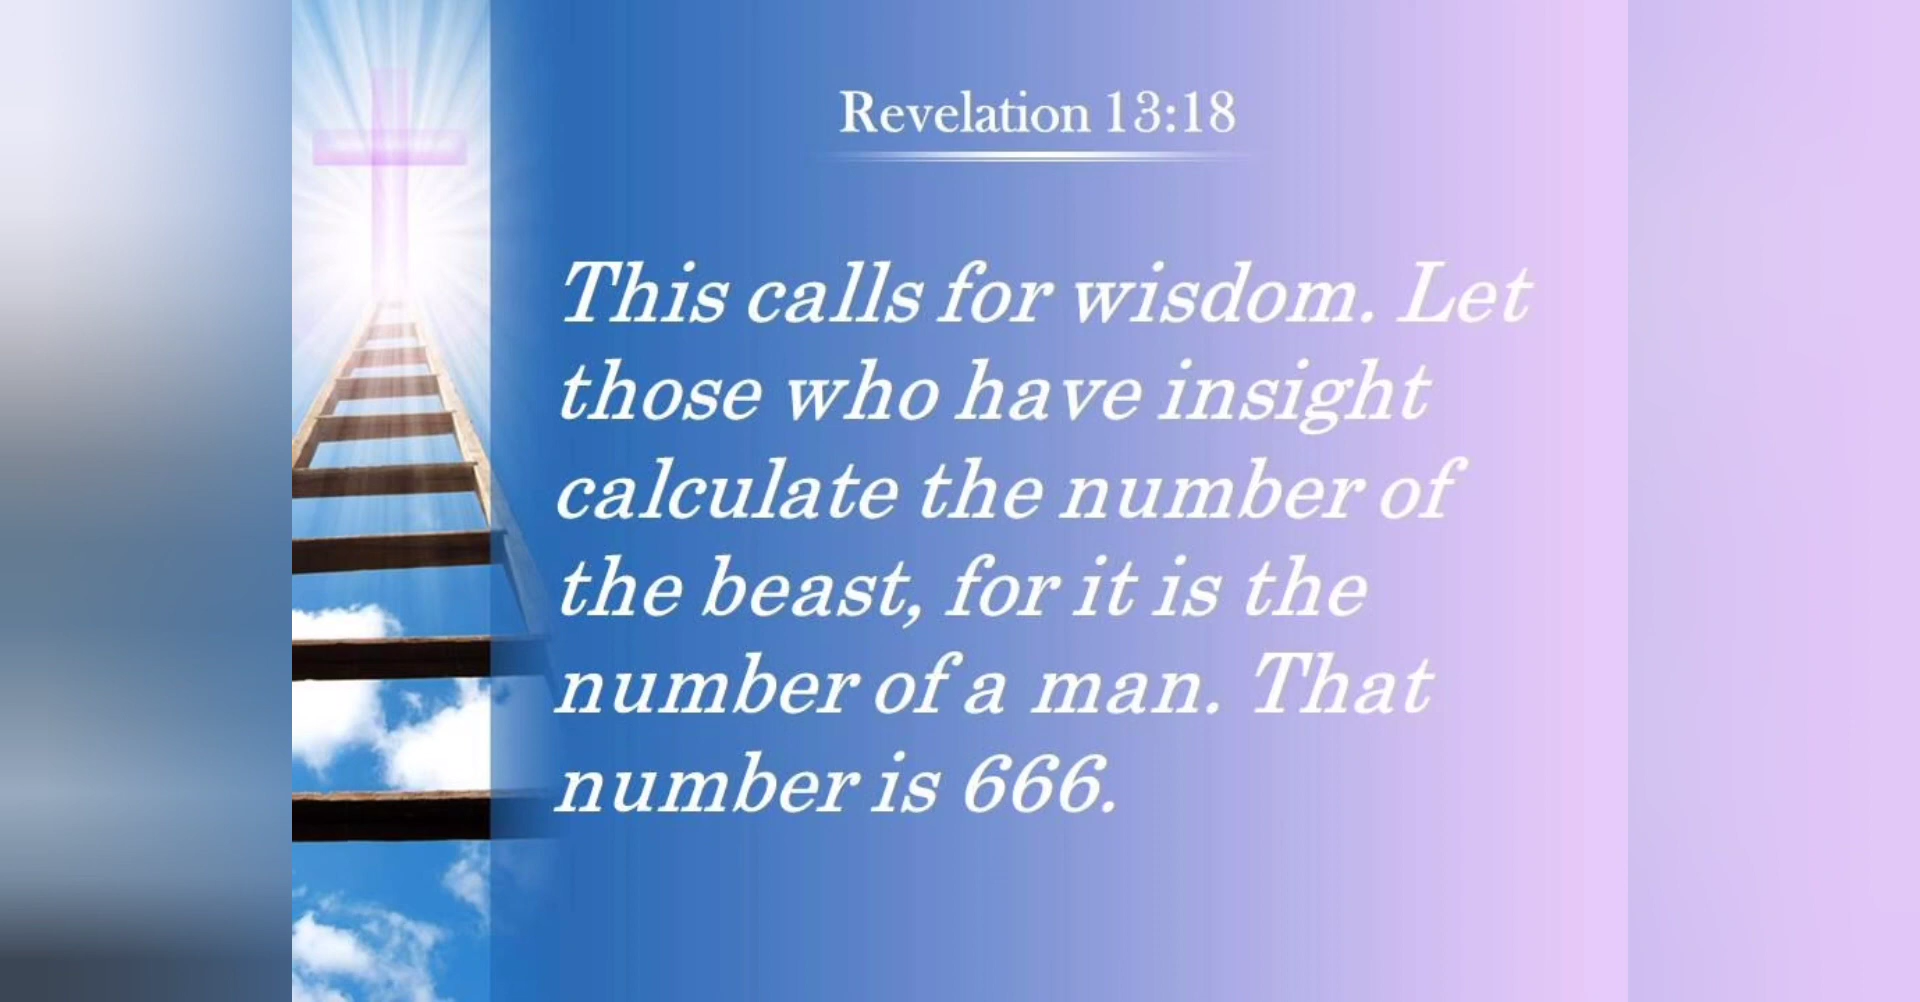 Revelation 13:18
This calls for wisdom. Let
those who have insight
calculate the number of
the beast, for it is the
number of a man. That
number is 666.